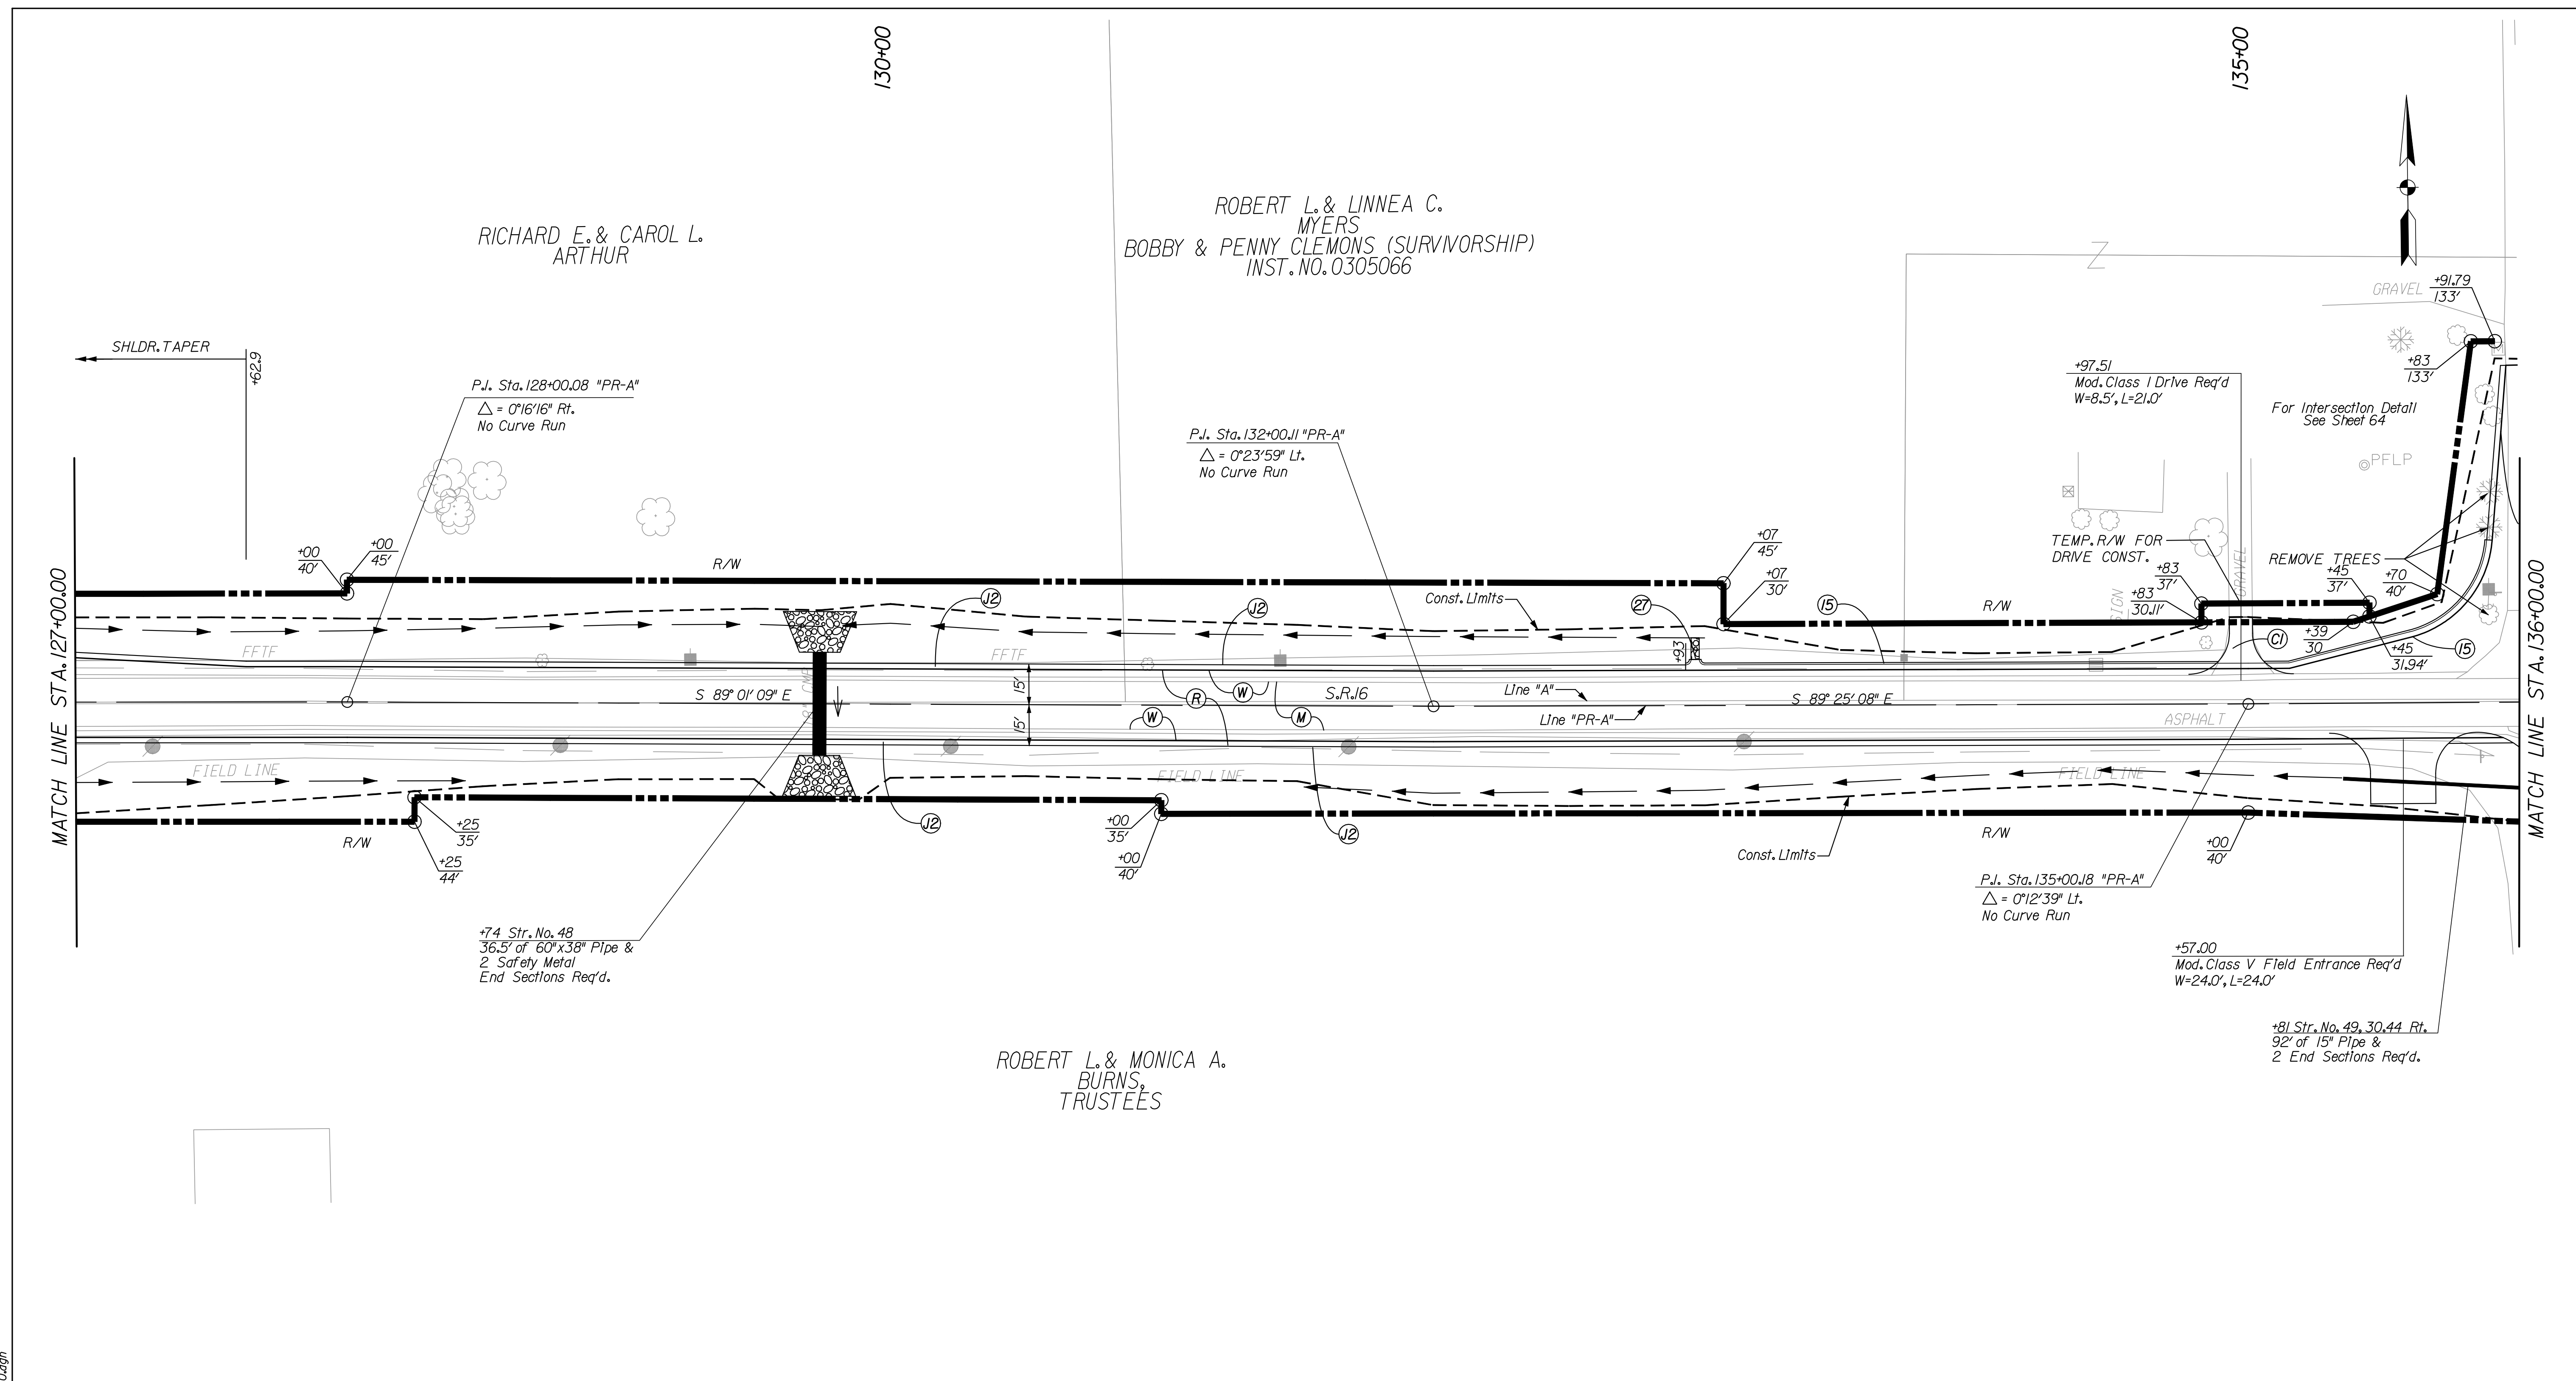 130+00
135+00
RICHARD E. & CAROL L.
ARTHUR
ROBERT L. & LINNEA C.
MYERS
BOBBY & PENNY CLEMONS (SURVIVORSHIP)
INST. NO. 0305066
Z
GRAVEL
+91.79
133'
+83
133'
SHLDR. TAPER
+62.9
P.I. Sta. 128+00.08 "PR-A"
△ = 0°16'16" Rt.
No Curve Run
P.I. Sta. 132+00.11 "PR-A"
△ = 0°23'59" Lt.
No Curve Run
+97.51
Mod. Class I Drive Req'd
W=8.5', L=21.0'
For Intersection Detail
See Sheet 64
PFLP
TEMP. R/W FOR
DRIVE CONST.
REMOVE TREES
GRAVEL
SIGN
+00
40'
+00
45'
R/W
+07
45'
+07
30'
Const. Limits
J2
J2
27
15
R/W
+83
37'
+83
30.11'
+45
37'
+70
40'
+39
30
+45
31.94'
C1
15
+93
FFTF
FFTF
S 89° 01' 09" E
15'
15'
R
W
W
M
S.R. 16
Line "A"
Line "PR-A"
S 89° 25' 08" E
ASPHALT
MATCH LINE STA. 127+00.00
MATCH LINE STA. 136+00.00
FIELD LINE
FIELD LINE
FIELD LINE
+25
35'
R/W
+25
44'
J2
+00
35'
+00
40'
J2
Const. Limits
R/W
+00
40'
P.I. Sta. 135+00.18 "PR-A"
△ = 0°12'39" Lt.
No Curve Run
+74 Str. No. 48
36.5' of 60"x38" Pipe &
2 Safety Metal
End Sections Req'd.
+57.00
Mod. Class V Field Entrance Req'd
W=24.0', L=24.0'
+81 Str. No. 49, 30.44 Rt.
92' of 15" Pipe &
2 End Sections Req'd.
ROBERT L. & MONICA A.
BURNS,
TRUSTEES